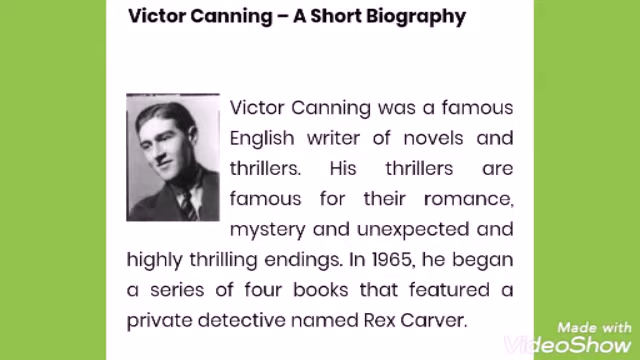 Victor Canning – A Short Biography
Victor Canning was a famous
English writer of novels and
thrillers. His thrillers are
famous for their romance,
mystery and unexpected and
highly thrilling endings. In 1965, he began
a series of four books that featured a
private detective named Rex Carver.
Made with
VideoShow